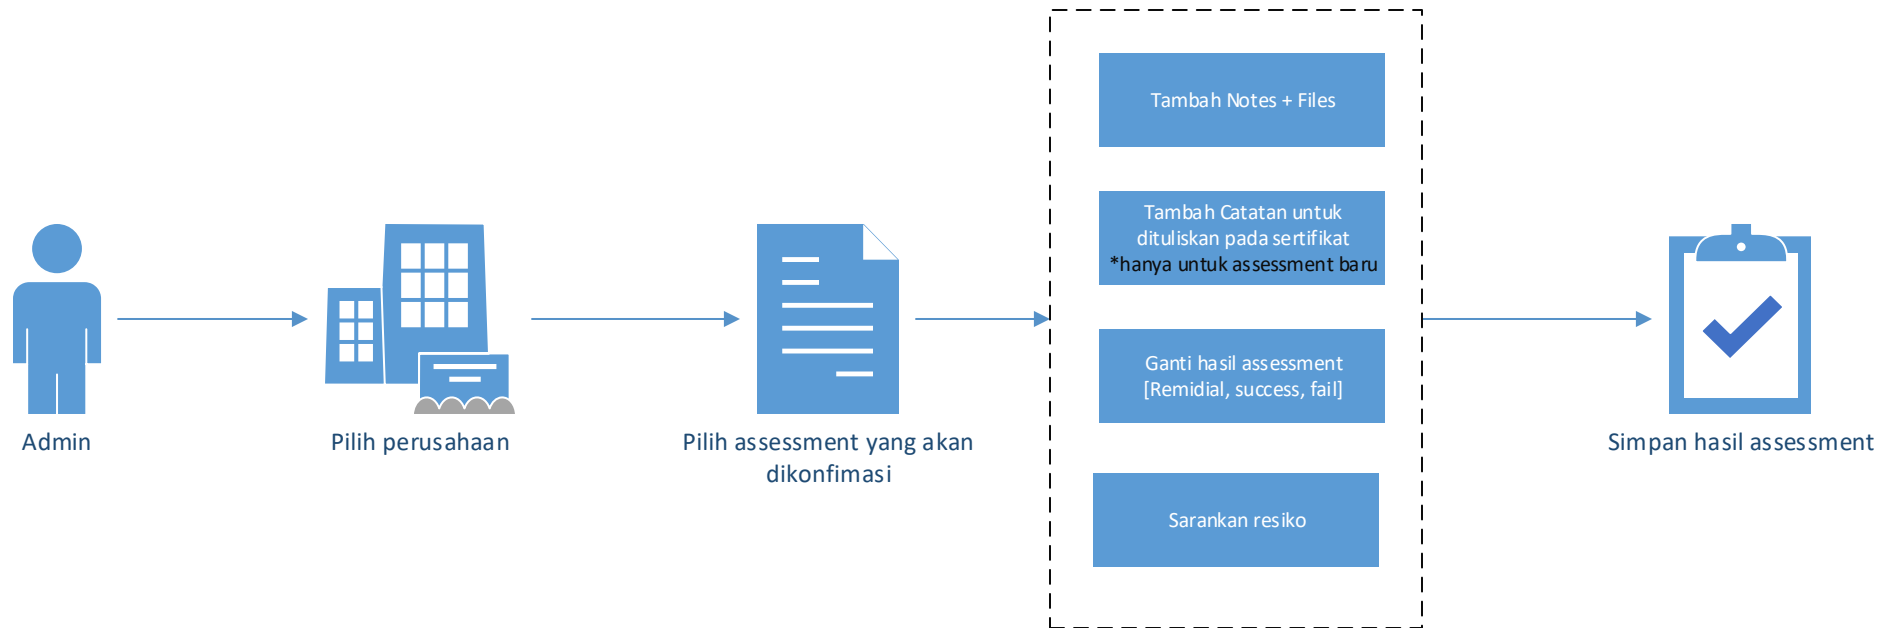 Admin
Pilih perusahaan
Pilih assessment yang akan
dikonfimasi
Tambah Notes + Files
Tambah Catatan untuk
dituliskan pada sertifikat
*hanya untuk assessment baru
Ganti hasil assessment
[Remidial, success, fail]
Sarankan resiko
Simpan hasil assessment